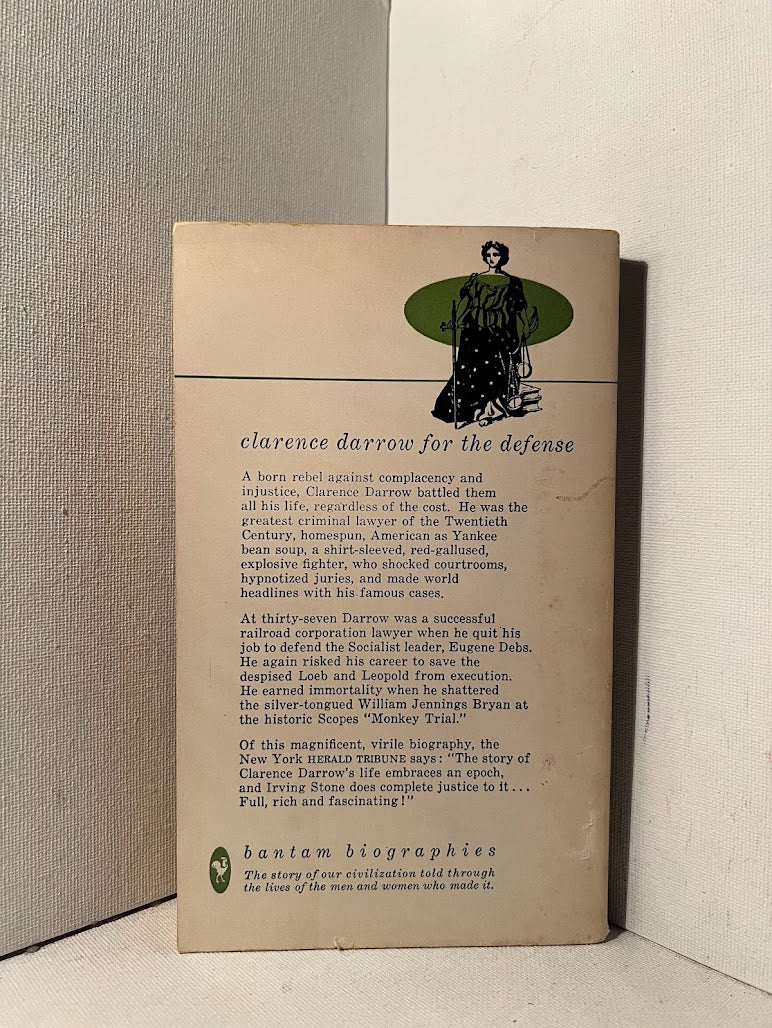 clarence darrow for the defense
A born rebel against complacency and
injustice, Clarence Darrow battled them
all his life, regardless of the cost. He was the
greatest criminal lawyer of the Twentieth
Century, homespun, American as Yankee
bean soup, a shirt-sleeved, red-gallused,
explosive fighter, who shocked courtrooms,
hypnotized juries, and made world
headlines with his famous cases.
At thirty-seven Darrow was a successful
railroad corporation lawyer when he quit his
job to defend the Socialist leader, Eugene Debs.
He again risked his career to save the
despised Loeb and Leopold from execution.
He earned immortality when he shattered
the silver-tongued William Jennings Bryan at
the historic Scopes “Monkey Trial.”
Of this magnificent, virile biography, the
New York HERALD TRIBUNE says: “The story of
Clarence Darrow's life embraces an epoch,
and Irving Stone does complete justice to it...
Full, rich and fascinating!”
bantam biographies
The story of our civilization told through
the lives of the men and women who made it.